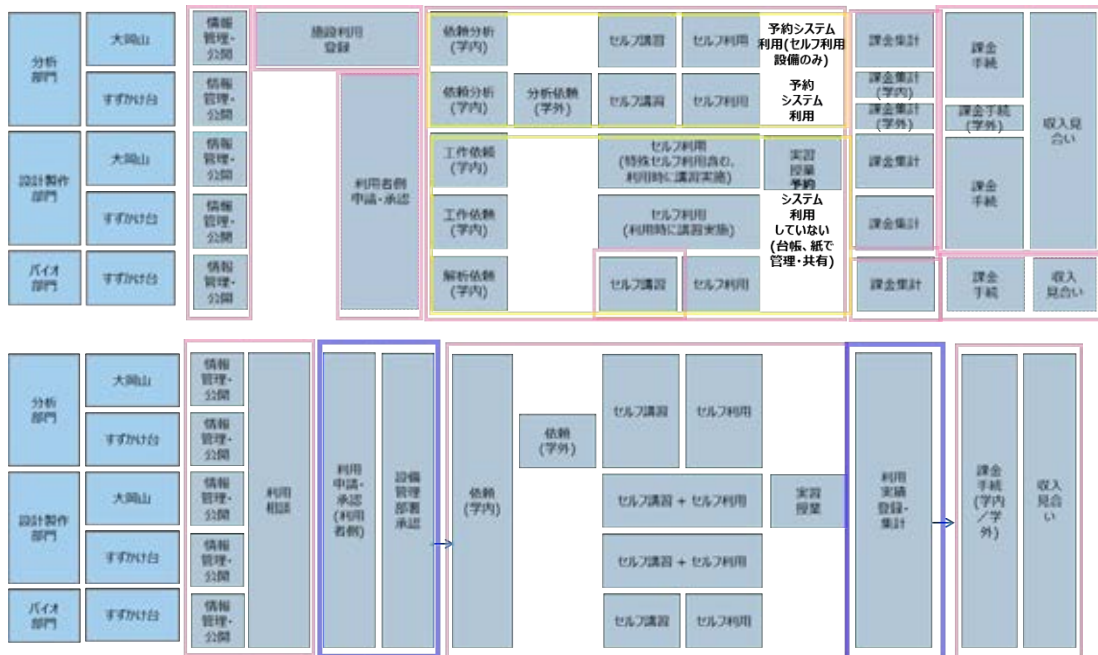 分析
部門
大岡山
すずかけ台
設計製作
部門
大岡山
すずかけ台
バイオ
部門
すずかけ台
情報
管理・
公開
情報
管理・
公開
情報
管理・
公開
情報
管理・
公開
情報
管理・
公開
施設利用
登録
利用者側
申請・承認
依頼分析
(学内)
セルフ講習
セルフ利用
予約システム
利用(セルフ利用
設備のみ)
依頼分析
(学内)
分析依頼
(学外)
セルフ講習
セルフ利用
予約
システム
利用
工作依頼
(学内)
セルフ利用
(特殊セルフ利用含む、
利用時に講習実施)
実習
授業
予約
システム
利用
していない
(台帳、紙で
管理・共有)
工作依頼
(学内)
セルフ利用
(利用時に講習実施)
解析依頼
(学内)
セルフ講習
セルフ利用
課金集計
課金集計
(学内)
課金集計
(学外)
課金集計
課金集計
課金集計
課金
手続
課金手続
(学外)
課金
手続
課金
手続
収入見
合い
収入
見合い
分析
部門
大岡山
すずかけ台
設計製作
部門
大岡山
すずかけ台
バイオ
部門
すずかけ台
情報
管理・
公開
情報
管理・
公開
情報
管理・
公開
情報
管理・
公開
情報
管理・
公開
利用
相談
利用
申請・
承認
(利用
者側)
設備
管理
部署
承認
依頼
(学内)
依頼
(学外)
セルフ講習
セルフ利用
セルフ講習 + セルフ利用
実習
授業
セルフ講習 + セルフ利用
セルフ講習
セルフ利用
利用
実績
登録・
集計
課金
手続
(学内
/学
外)
収入
見合
い